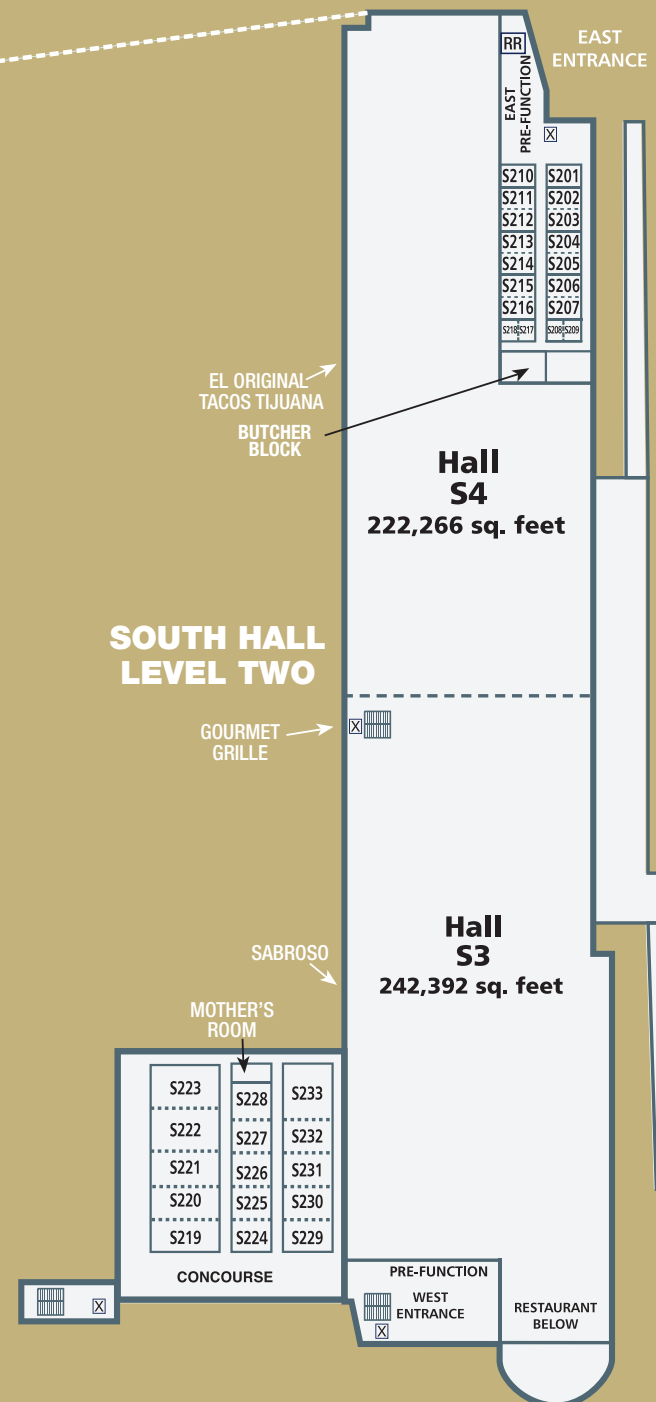 EAST
ENTRANCE
RR
EAST
PRE-FUNCTION
X
S210 S201
S211 S202
S212 S203
S213 S204
S214 S205
S215 S206
S216 S207
S218 S217 S208 S209
EL ORIGINAL
TACOS TIJUANA
BUTCHER
BLOCK
Hall
S4
222,266 sq. feet
SOUTH HALL
LEVEL TWO
GOURMET
GRILLE
X
Hall
S3
242,392 sq. feet
SABROSO
MOTHER'S
ROOM
S223 S228 S233
S222 S227 S232
S221 S226 S231
S220 S225 S230
S219 S224 S229
CONCOURSE
X
PRE-FUNCTION
WEST
ENTRANCE
X
RESTAURANT
BELOW